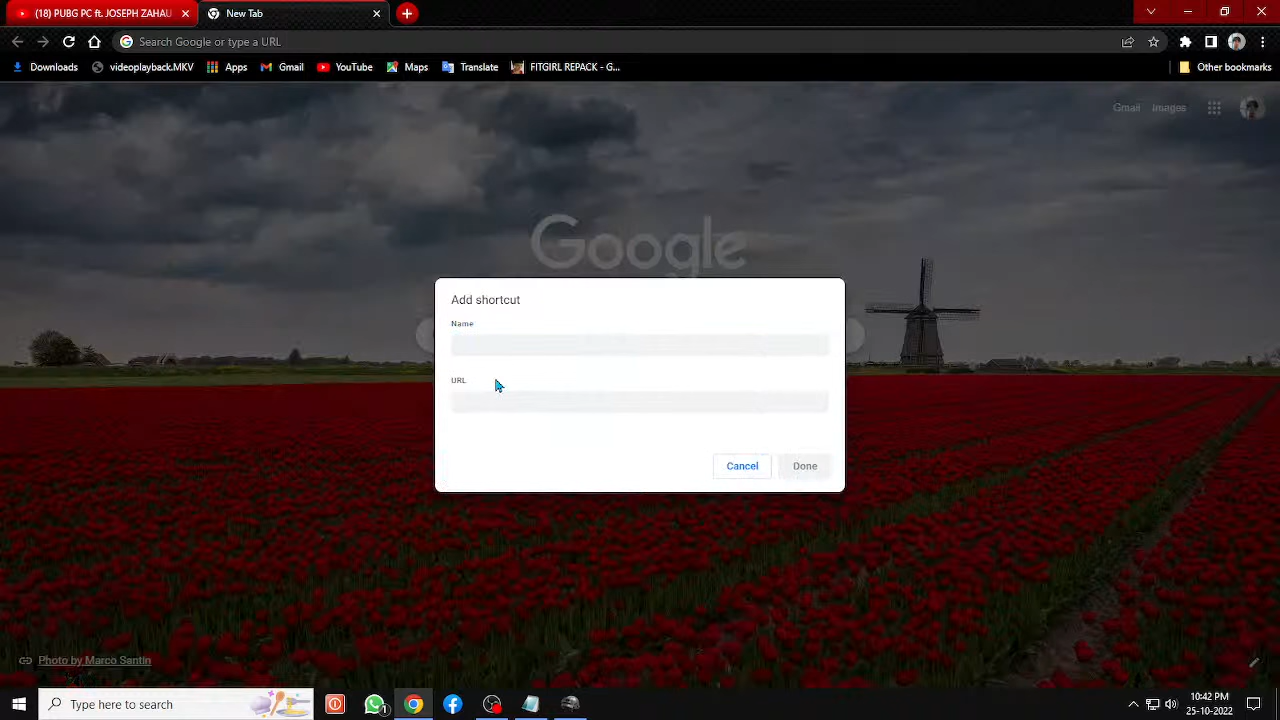 (18) PUBG PC ft. JOSEPH ZAHAU
New Tab
Search Google or type a URL
Downloads
videoplayback.MKV
Apps
Gmail
YouTube
Maps
Translate
FITGIRL REPACK - G...
Other bookmarks
Gmail
Images
Google
Add shortcut
Name
URL
Cancel
Done
Photo by Marco Santin
Type here to search
1
10:42 PM
25-10-2022